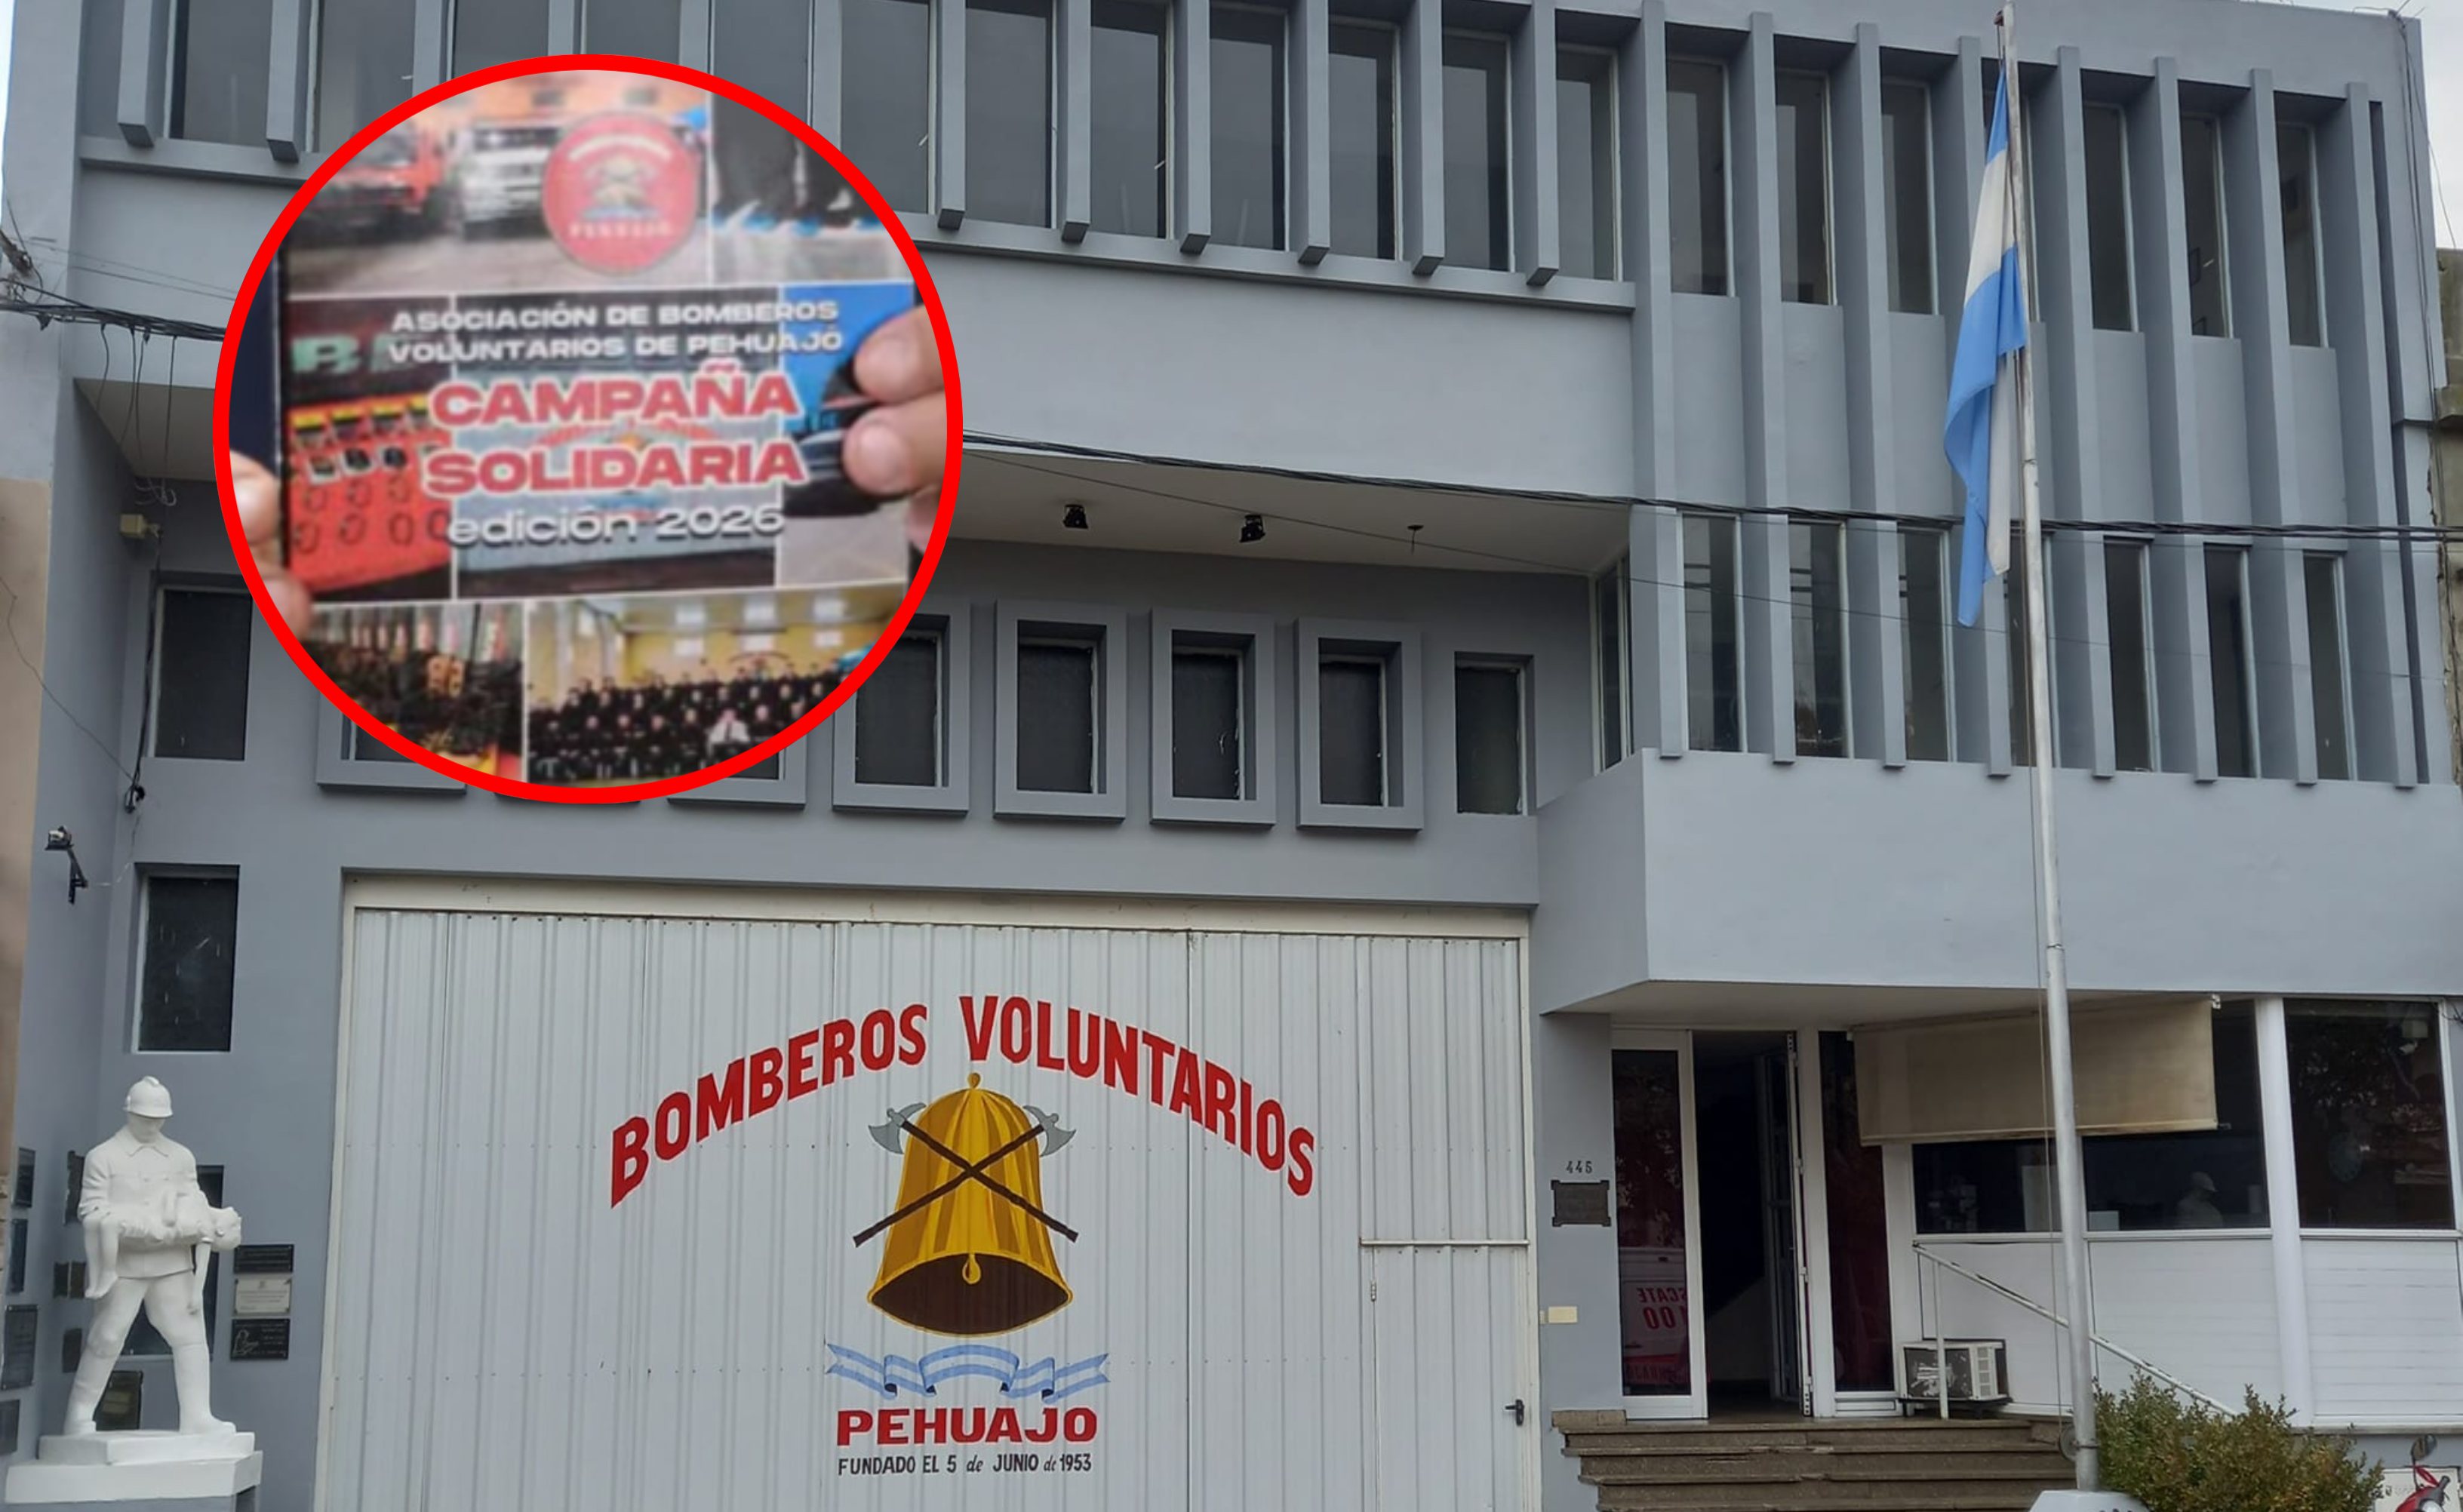 PEHUAJO
ASOCIACIÓN DE BOMBEROS
VOLUNTARIOS DE PEHUAJÓ
CAMPAÑA
SOLIDARIA
edición 2026
BOMBEROS VOLUNTARIOS
PEHUAJO
FUNDADO EL 5 de JUNIO de 1953
445